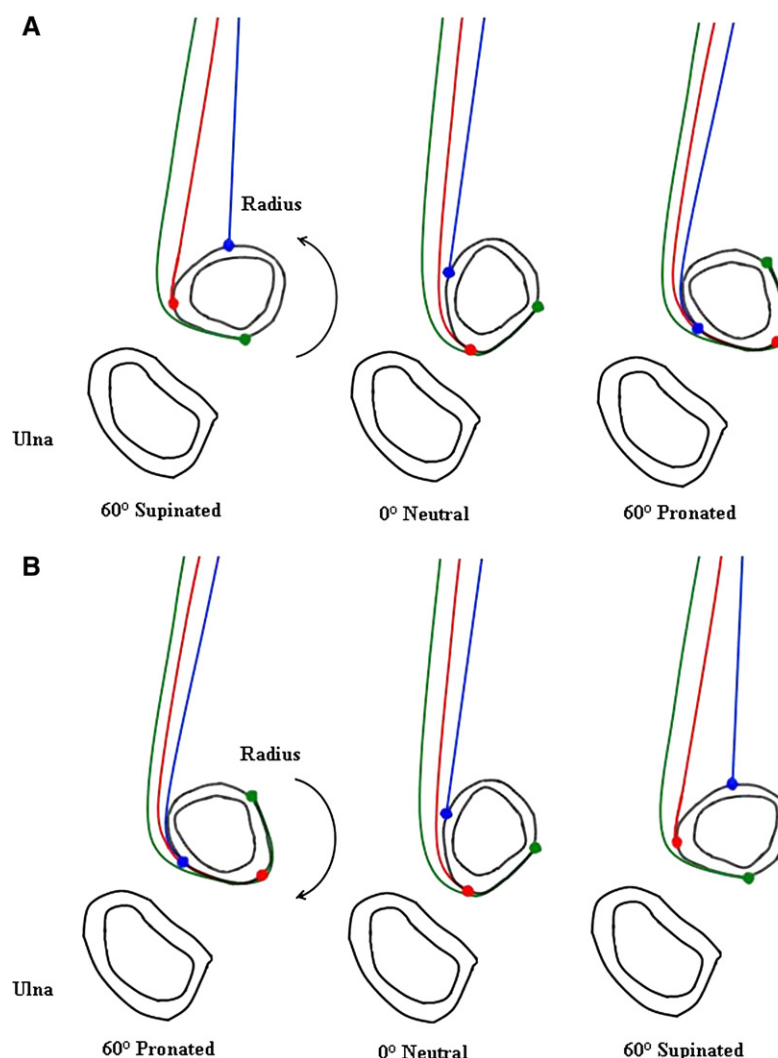 A
Radius
Ulna
60° Supinated
0° Neutral
60° Pronated
B
Radius
Ulna
60° Pronated
0° Neutral
60° Supinated